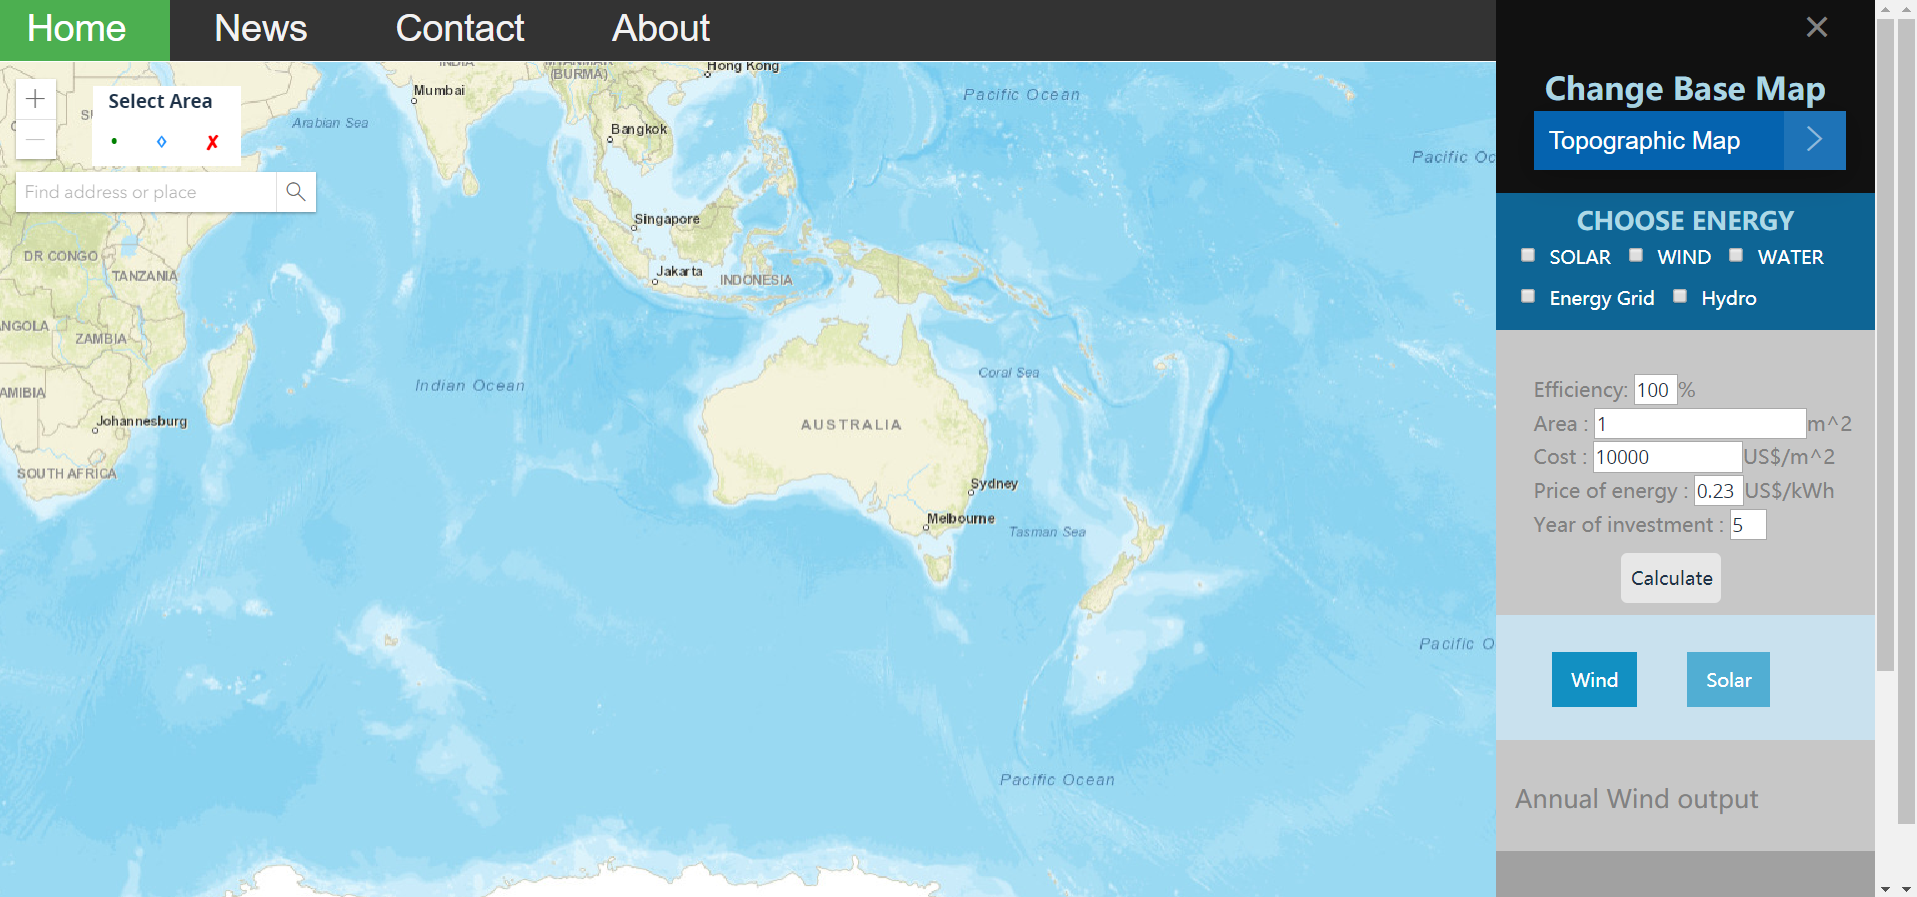 Home News Contact About
Select Area
Find address or place
INDIA
MYANMAR
(BURMA)
Hong Kong
Mumbai
Pacific Ocean
Arabian Sea
Bangkok
Pacific Oc
Singapore
DR CONGO
TANZANIA
Jakarta
INDONESIA
NGOLA
ZAMBIA
Coral Sea
Indian Ocean
AMIBIA
Johannesburg
AUSTRALIA
SOUTH AFRICA
Sydney
Melbourne
Tasman Sea
Pacific O
Pacific Ocean
Change Base Map
Topographic Map
CHOOSE ENERGY
SOLAR WIND WATER
Energy Grid Hydro
Efficiency: 100 %
Area : 1 m^2
Cost : 10000 US$/m^2
Price of energy : 0.23 US$/kWh
Year of investment : 5
Calculate
Wind Solar
Annual Wind output